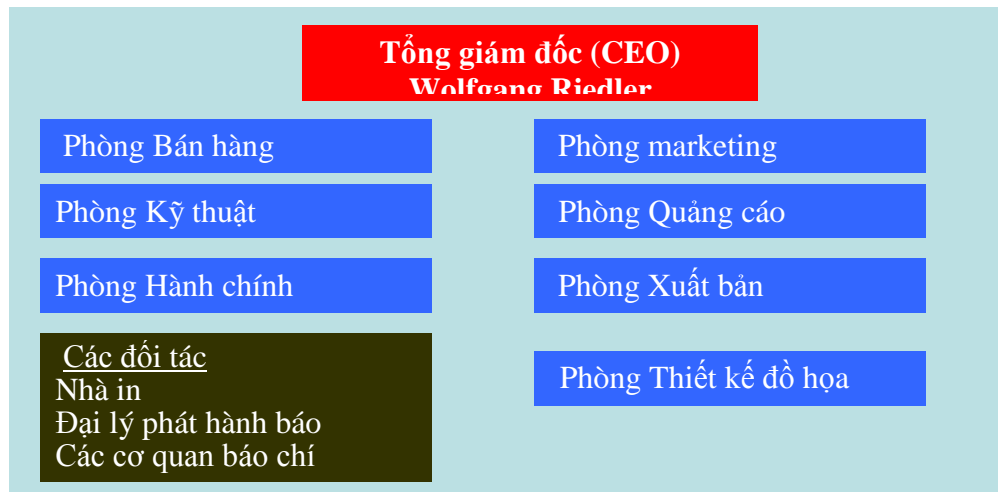 Tổng giám đốc (CEO)
Wolfgang Riedler
Phòng Bán hàng
Phòng marketing
Phòng Kỹ thuật
Phòng Quảng cáo
Phòng Hành chính
Phòng Xuất bản
Các đối tác
Nhà in
Đại lý phát hành báo
Các cơ quan báo chí
Phòng Thiết kế đồ họa